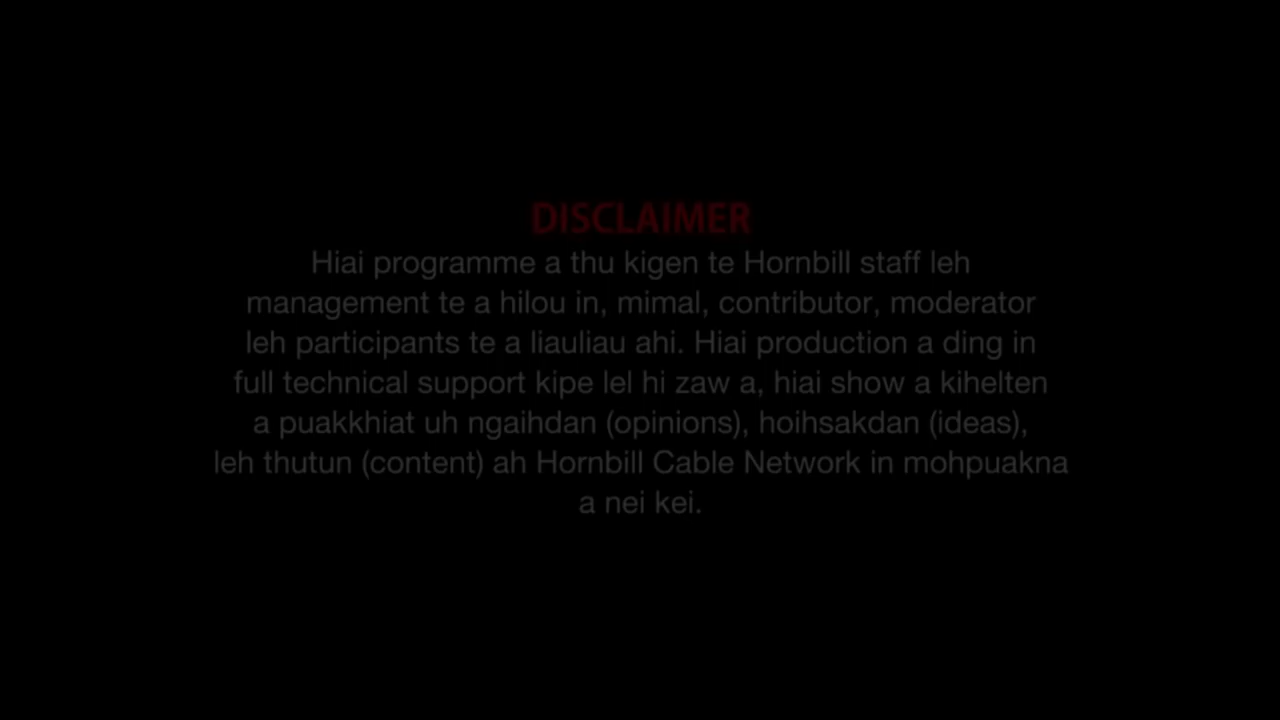 DISCLAIMER
Hiai programme a thu kigen te Hornbill staff leh
management te a hilou in, mimal, contributor, moderator
leh participants te a liauliau ahi. Hiai production a ding in
full technical support kipe lel hi zaw a, hiai show a kihelten
a puakkhiat uh ngaihdan (opinions), hoihsakdan (ideas),
leh thutun (content) ah Hornbill Cable Network in mohpuakna
a nei kei.